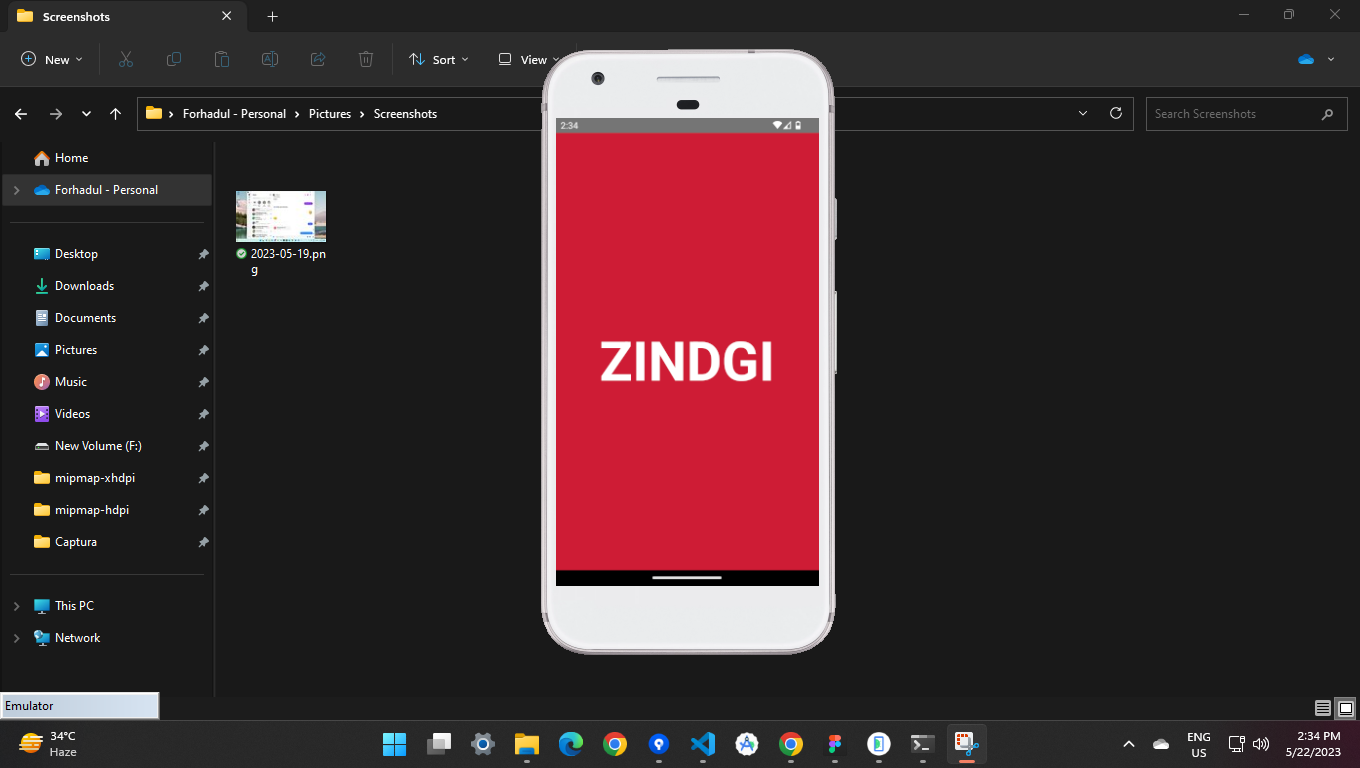 Screenshots
New
Sort
View
Forhadul - Personal
Pictures
Screenshots
Search Screenshots
Home
Forhadul - Personal
Desktop
Downloads
Documents
Pictures
Music
Videos
New Volume (F:)
mipmap-xhdpi
mipmap-hdpi
Captura
This PC
Network
2023-05-19.pn
g
2:34
ZINDGI
Emulator
34°C
Haze
ENG
US
2:34 PM
5/22/2023